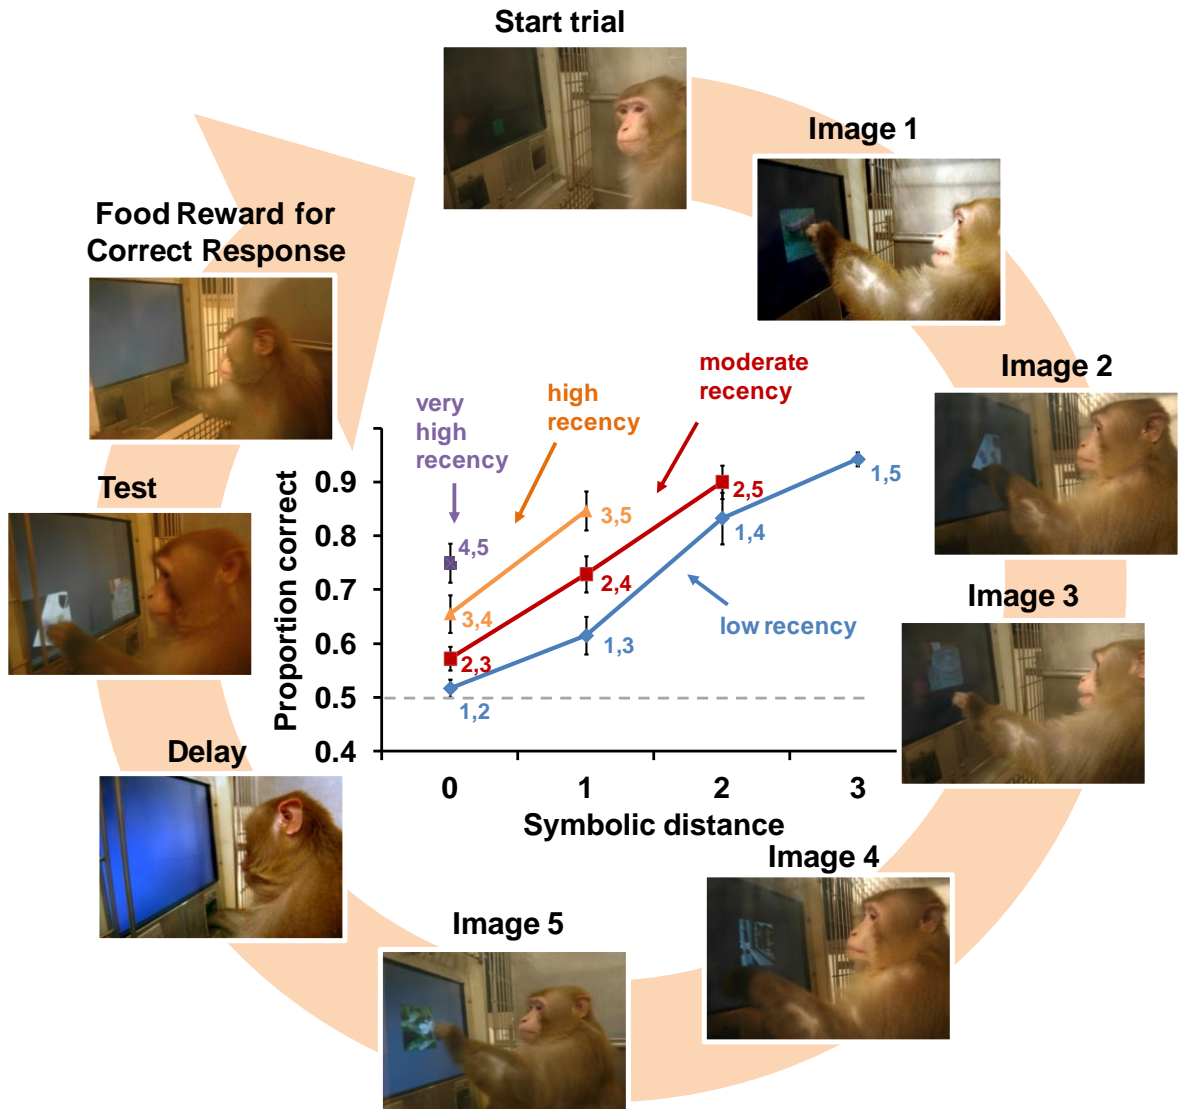 Start trial
Image 1
Image 2
Image 3
Image 4
Image 5
Delay
Test
Food Reward for
Correct Response
very
high
recency
high
recency
moderate
recency
low recency
Proportion correct
0.9
0.8
0.7
0.6
0.5
0.4
4,5
3,4
3,5
2,3
2,4
2,5
1,2
1,3
1,4
1,5
0
1
2
3
Symbolic distance